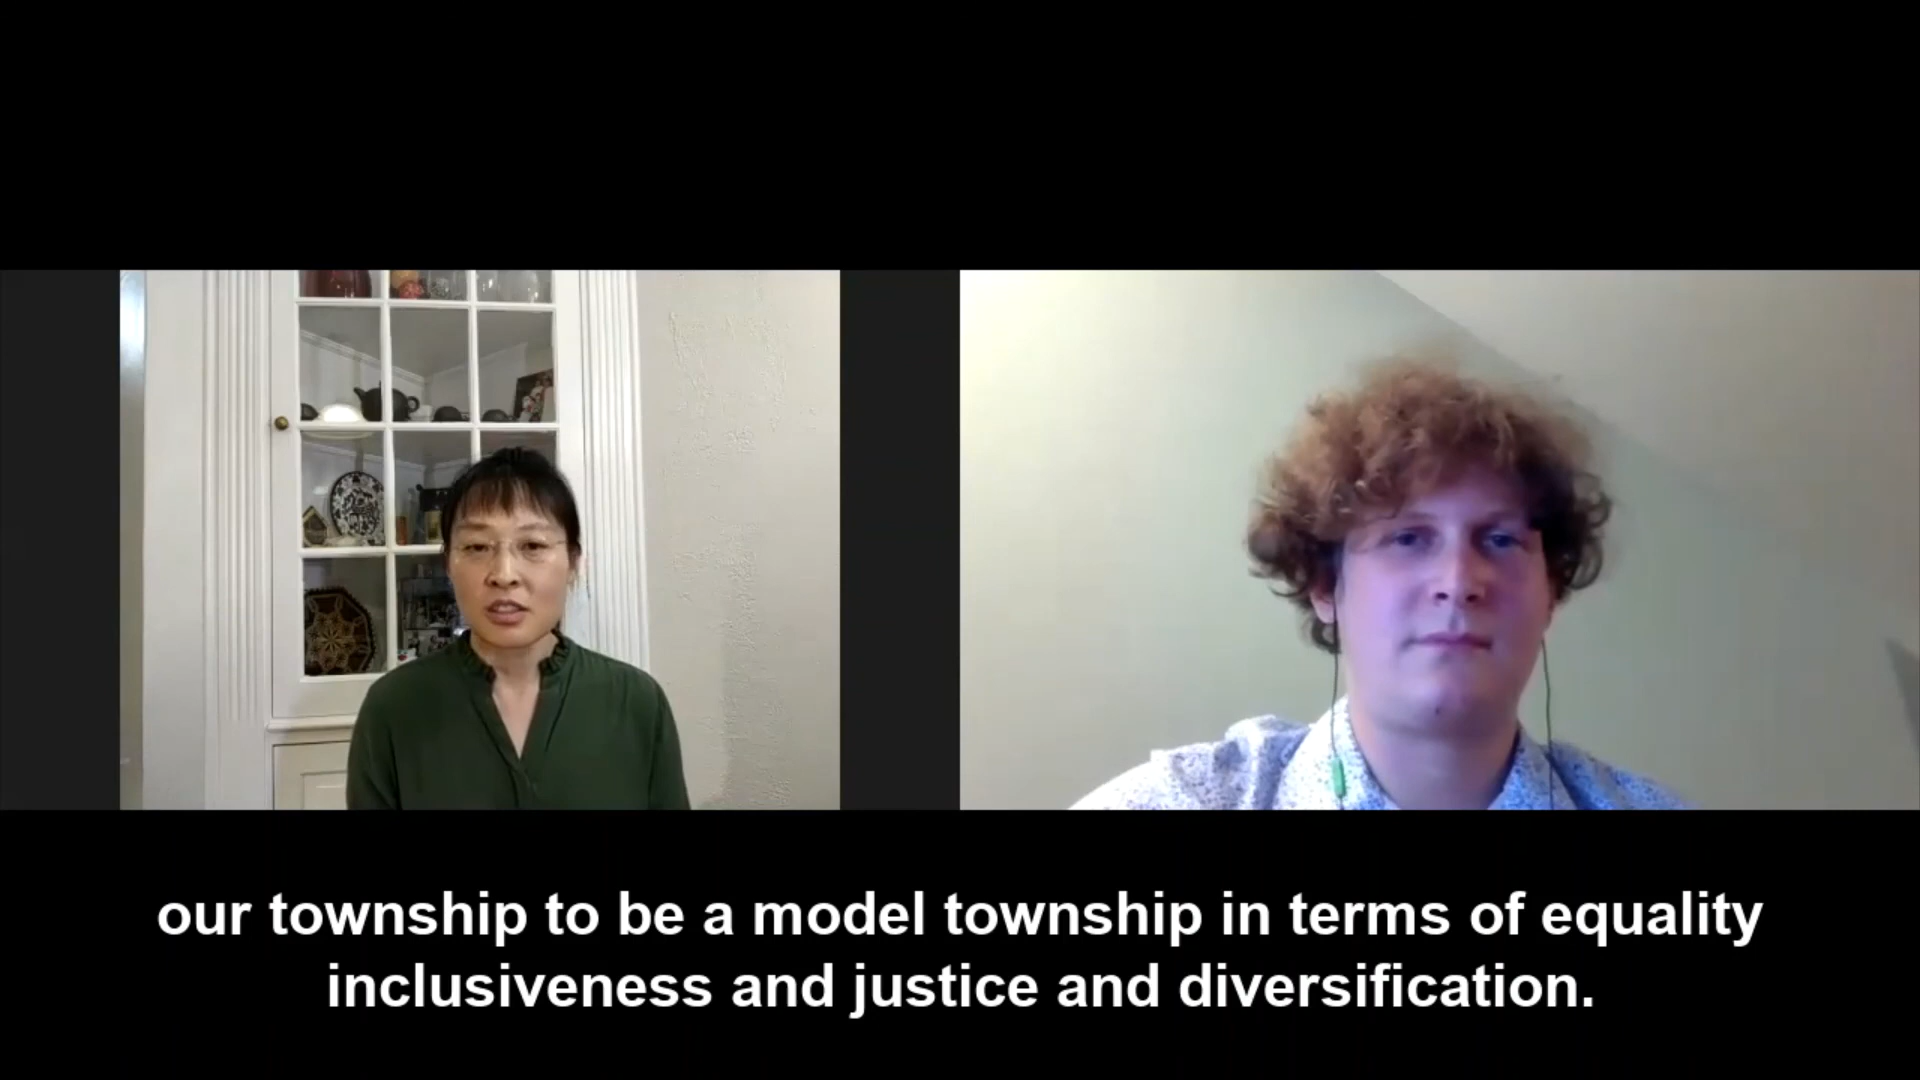 our township to be a model township in terms of equality
inclusiveness and justice and diversification.